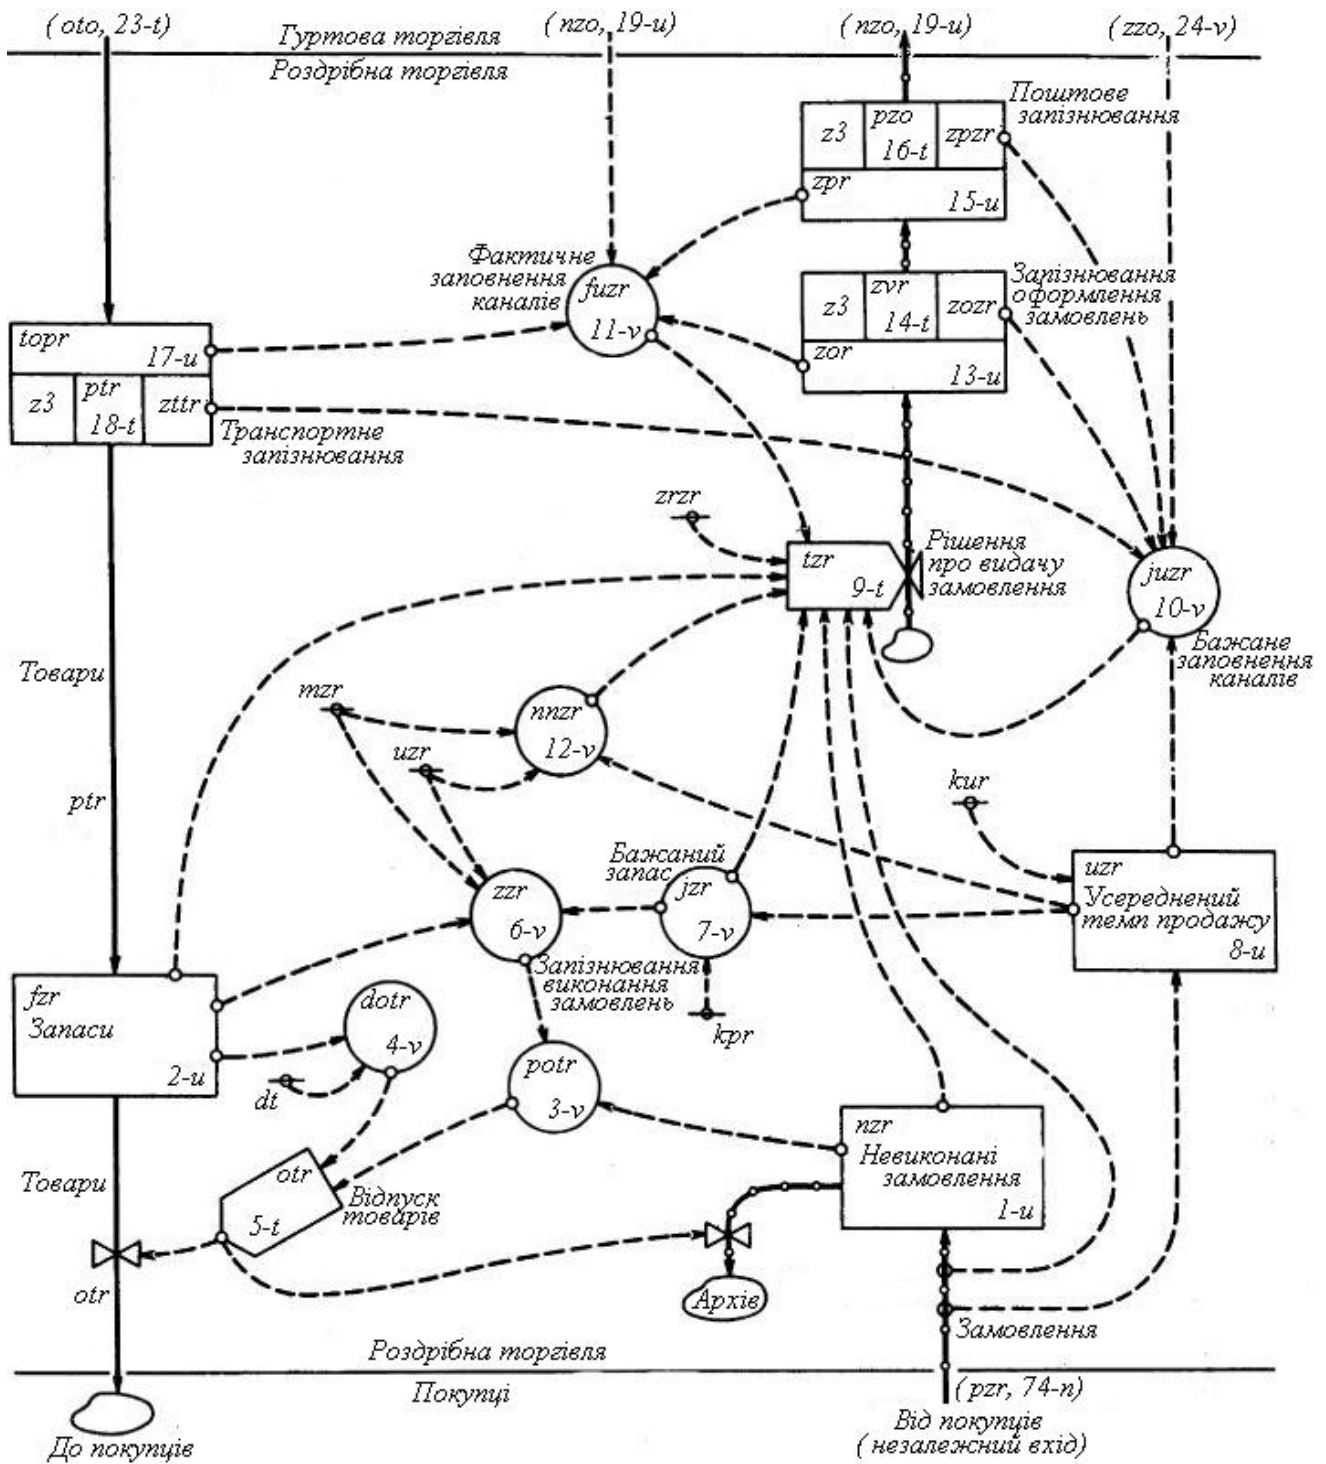 ( oto, 23-t)
( nzo, 19-u)
( nzo, 19-u)
( zzo, 24-v)
Гуртова торгівля
Роздрібна торгівля
Поштове
запізнювання
z3
pzo
16-t
zpzr
zpr
15-u
Фактичне
заповнення
каналів
fuzr
11-v
Запізнювання
оформлення
замовлень
z3
zvr
14-t
zozr
zor
13-u
topr
17-u
z3
ptr
18-t
zttr
Транспортне
запізнювання
zrzr
tzr
9-t
Рішення
про видачу
замовлення
juzr
10-v
Бажане
заповнення
каналів
Товари
mzr
nnzr
12-v
uzr
ptr
kur
Бажаний
запас
uzr
Усереднений
темп продажу
8-u
zzr
6-v
jzr
7-v
Запізнювання
виконання
замовлень
fzr
Запаси
2-u
dotr
4-v
kpr
dt
potr
3-v
nzr
Невиконані
замовлення
1-u
Товари
otr
5-t
Відпуск
товарів
otr
Архів
Замовлення
Роздрібна торгівля
Покупці
( pzr, 74-n)
До покупців
Від покупців
( незалежний вхід)